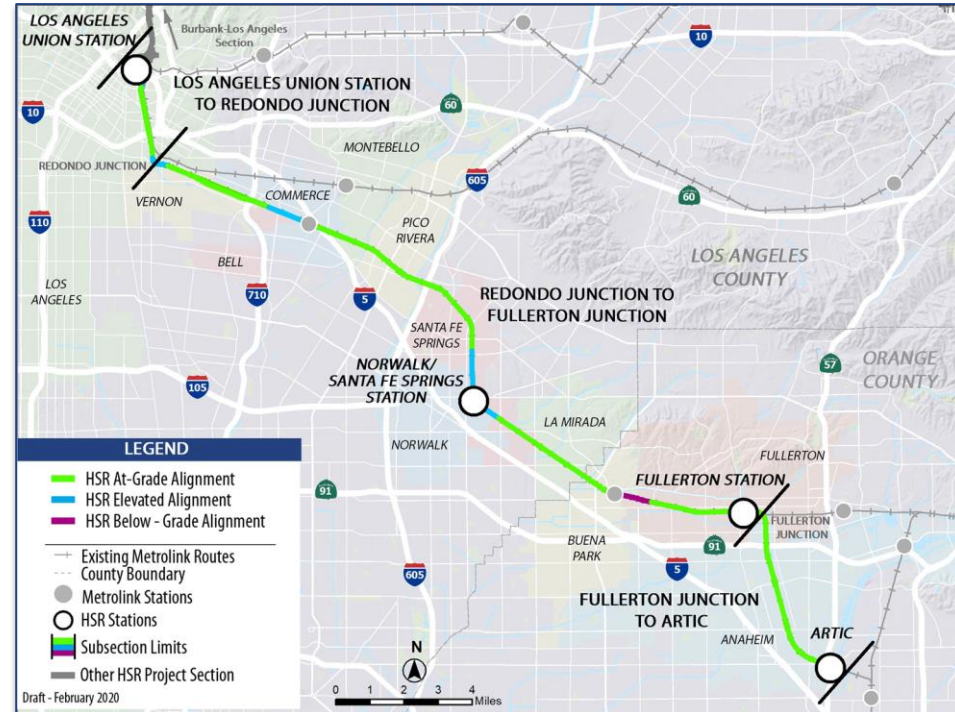 LOS ANGELES
UNION STATION
Burbank-Los Angeles
Section
10
LOS ANGELES UNION STATION
TO REDONDO JUNCTION
10
60
MONTEBELLO
REDONDO JUNCTION
605
VERNON
COMMERCE
60
110
PICO
RIVERA
LOS ANGELES
COUNTY
BELL
LOS
ANGELES
710
5
REDONDO JUNCTION TO
FULLERTON JUNCTION
SANTA FE
SPRINGS
57
ORANGE
COUNTY
NORWALK/
SANTA FE SPRINGS
STATION
105
LA MIRADA
NORWALK
FULLERTON
FULLERTON STATION
91
FULLERTON
JUNCTION
BUENA
PARK
91
5
605
FULLERTON JUNCTION
TO ARTIC
ANAHEIM
ARTIC
LEGEND
HSR At-Grade Alignment
HSR Elevated Alignment
HSR Below - Grade Alignment
Existing Metrolink Routes
County Boundary
Metrolink Stations
HSR Stations
Subsection Limits
Other HSR Project Section
Draft - February 2020
N
0 1 2 3 4
Miles